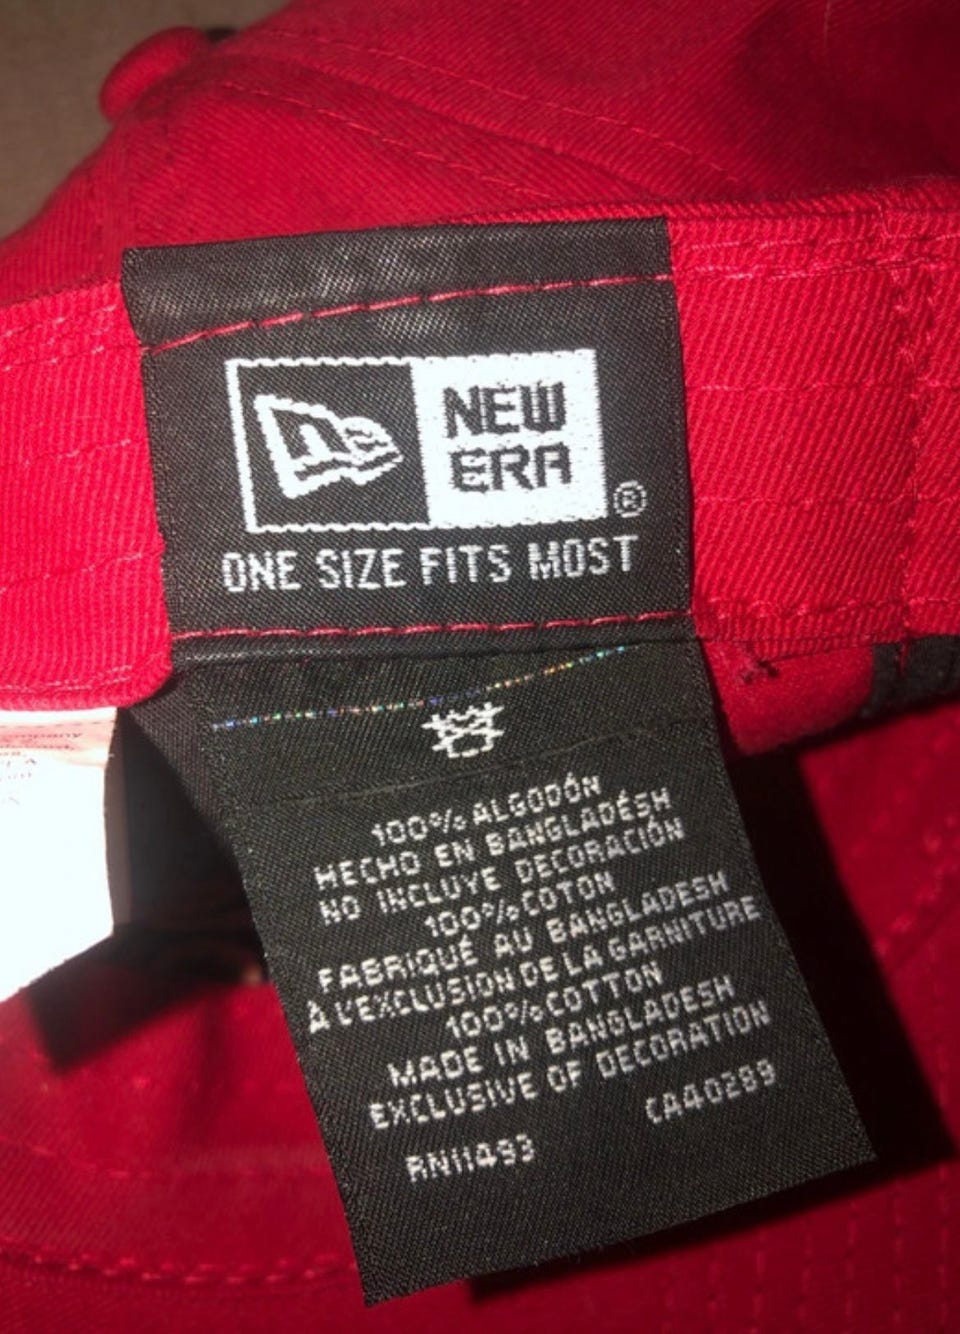 NEW
ERA
®
ONE SIZE FITS MOST
100% ALGODÓN
HECHO EN BANGLADÉSH
NO INCLUYE DECORACIÓN
100% COTON
FABRIQUÉ AU BANGLADESH
À L'EXCLUSION DE LA GARNITURE
100% COTTON
MADE IN BANGLADESH
EXCLUSIVE OF DECORATION
RN11493 CA40289